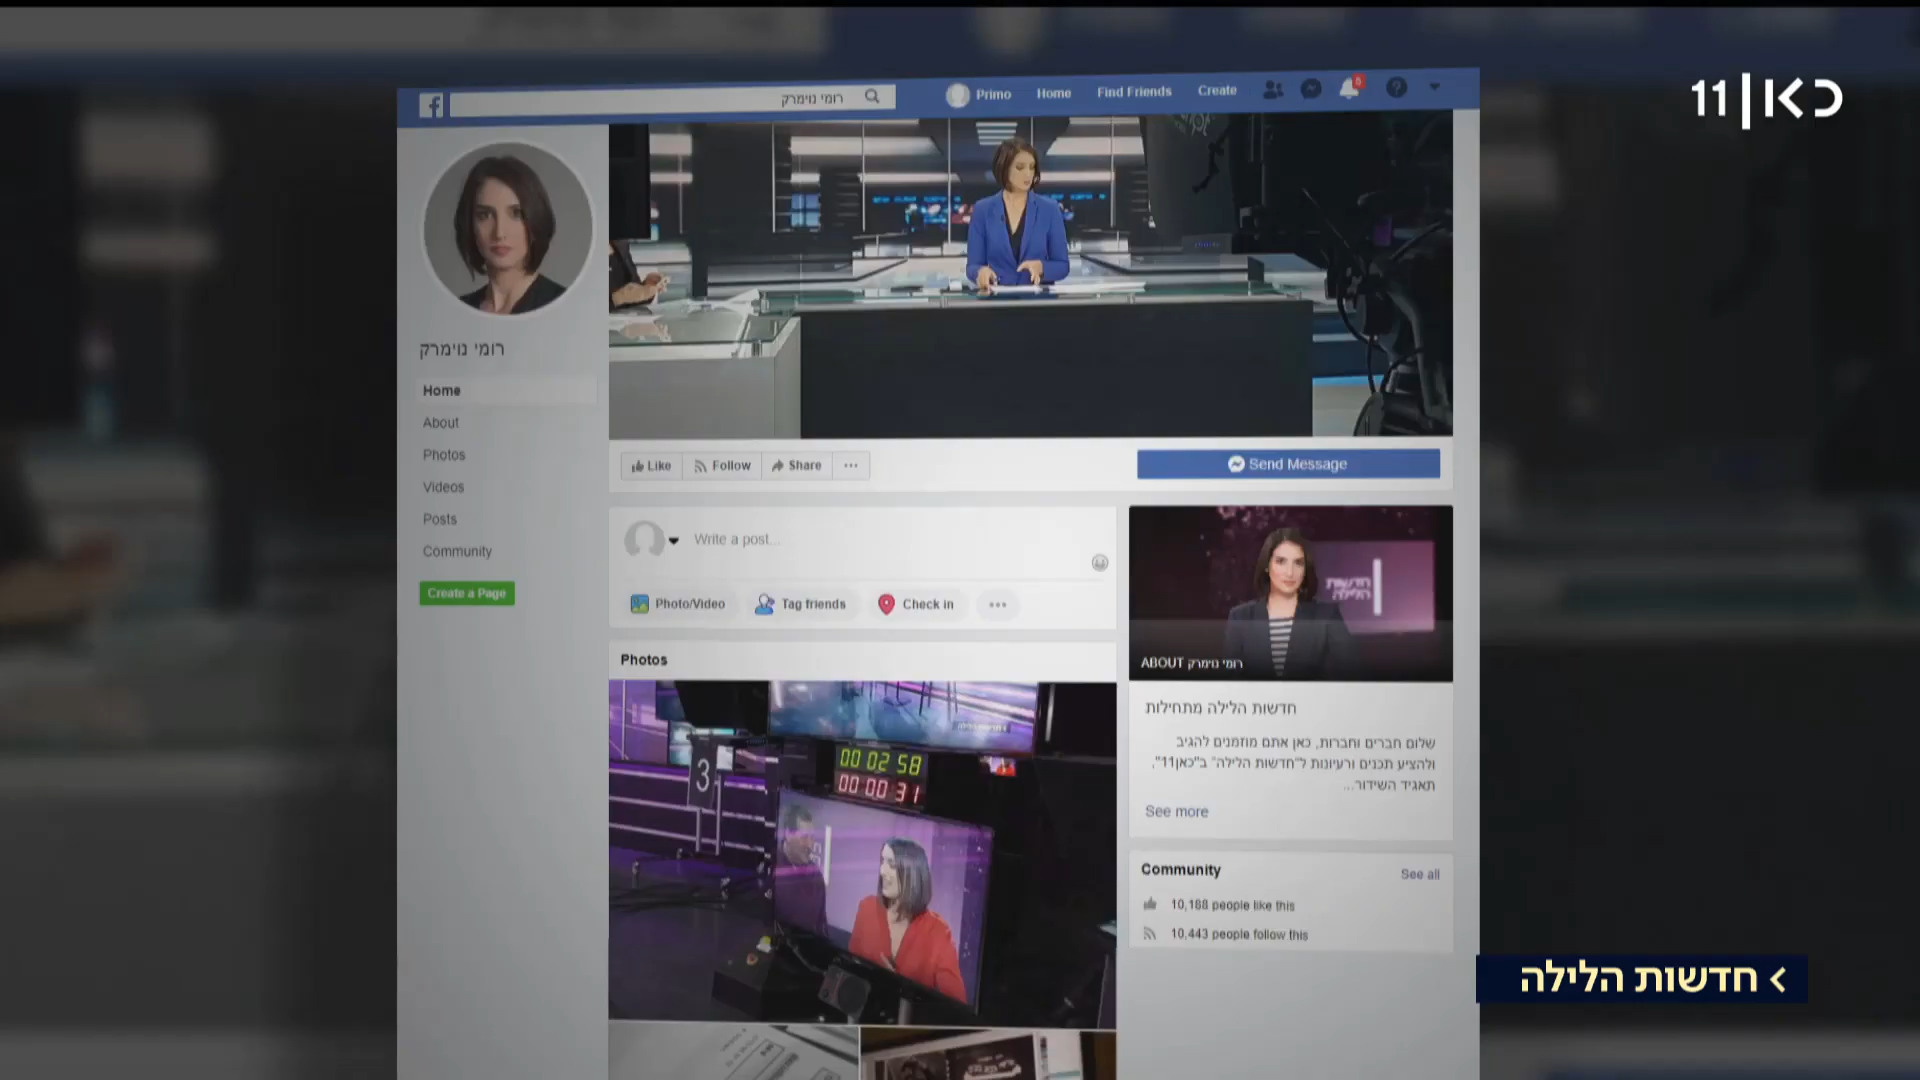 כאן 11
רומי נוימרק
Primo
Home
Find Friends
Create
5
רומי נוימרק
Home
About
Photos
Videos
Posts
Community
Create a Page
Like
Follow
Share
Send Message
Write a post...
Photo/Video
Tag friends
Check in
Photos
00 02 58
00 00 31
3
חדשות
הלילה
ABOUT רומי נוימרק
חדשות הלילה מתחילות
שלום חברים וחברות, כאן אתם מוזמנים להגיב
ולהציע תכנים ורעיונות ל"חדשות הלילה" ב"כאן11",
תאגיד השידור...
See more
Community
See all
10,188 people like this
10,443 people follow this
חדשות הלילה